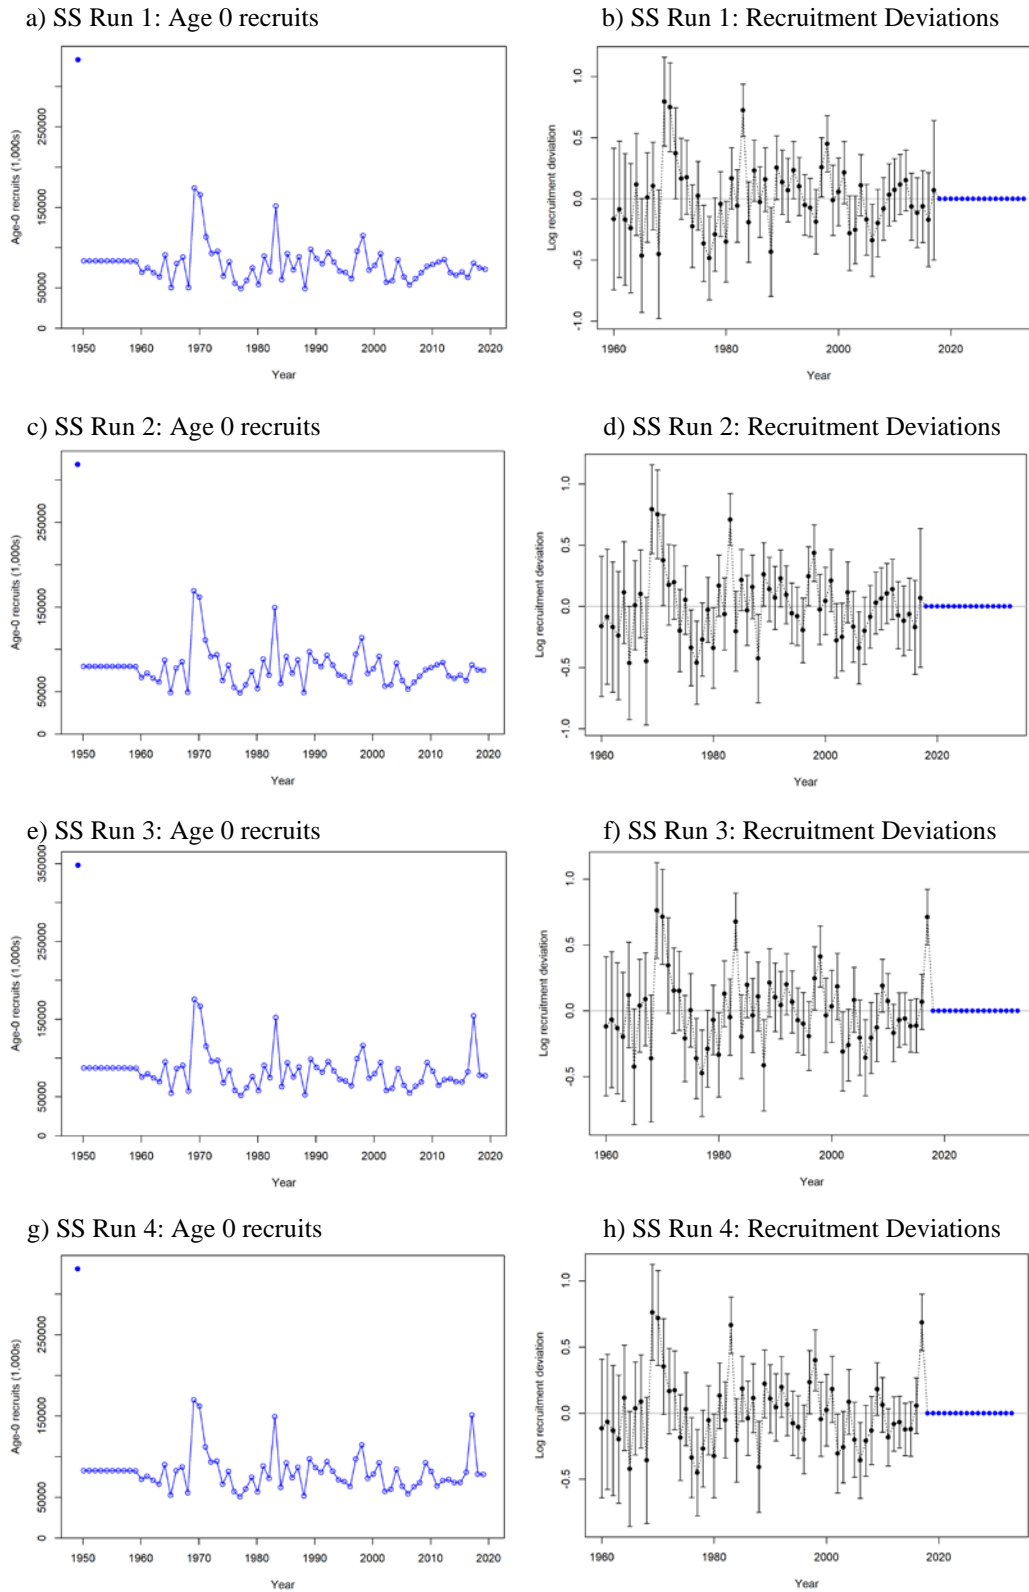 a) SS Run 1: Age 0 recruits
b) SS Run 1: Recruitment Deviations
Age-0 recruits (1,000s)
0 50000 150000 250000
1950 1960 1970 1980 1990 2000 2010 2020
Year
Log recruitment deviation
-1.0 -0.5 0.0 0.5 1.0
1960 1980 2000 2020
Year
c) SS Run 2: Age 0 recruits
d) SS Run 2: Recruitment Deviations
Age-0 recruits (1,000s)
0 50000 150000 250000
1950 1960 1970 1980 1990 2000 2010 2020
Year
Log recruitment deviation
-1.0 -0.5 0.0 0.5 1.0
1960 1980 2000 2020
Year
e) SS Run 3: Age 0 recruits
f) SS Run 3: Recruitment Deviations
Age-0 recruits (1,000s)
0 50000 150000 250000 350000
1950 1960 1970 1980 1990 2000 2010 2020
Year
Log recruitment deviation
-0.5 0.0 0.5 1.0
1960 1980 2000 2020
Year
g) SS Run 4: Age 0 recruits
h) SS Run 4: Recruitment Deviations
Age-0 recruits (1,000s)
0 50000 150000 250000
1950 1960 1970 1980 1990 2000 2010 2020
Year
Log recruitment deviation
-0.5 0.0 0.5 1.0
1960 1980 2000 2020
Year